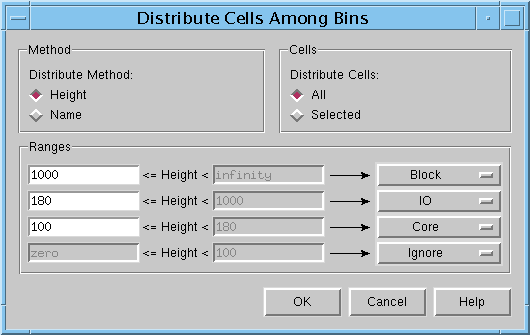 Distribute Cells Among Bins
Method
Distribute Method:
Height
Name
Cells
Distribute Cells:
All
Selected
Ranges
1000 <= Height < infinity Block
180 <= Height < 1000 IO
100 <= Height < 180 Core
zero <= Height < 100 Ignore
OK Cancel Help